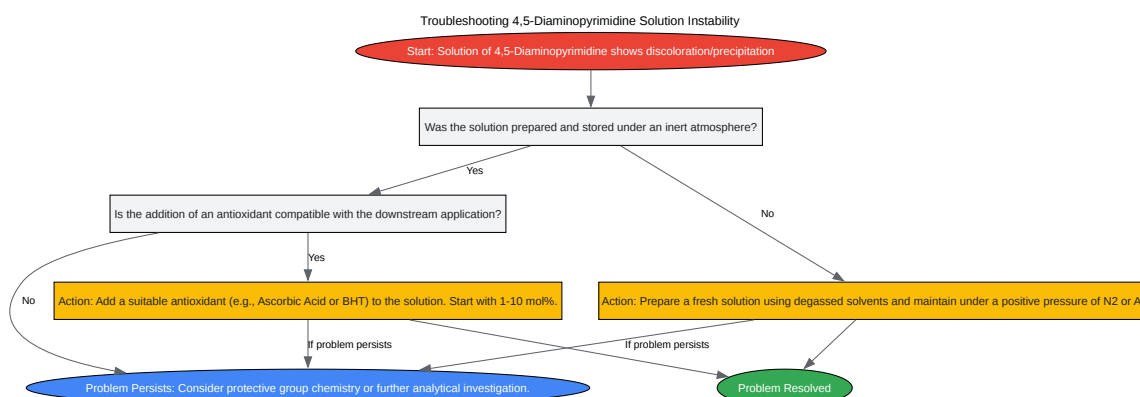 Troubleshooting 4,5-Diaminopyrimidine Solution Instability
Start: Solution of 4,5-Diaminopyrimidine shows discoloration/precipitation
Was the solution prepared and stored under an inert atmosphere?
Yes
Is the addition of an antioxidant compatible with the downstream application?
No
Yes
No
Action: Add a suitable antioxidant (e.g., Ascorbic Acid or BHT) to the solution. Start with 1-10 mol%.
Action: Prepare a fresh solution using degassed solvents and maintain under a positive pressure of N2 or A
If problem persists
If problem persists
Problem Persists: Consider protective group chemistry or further analytical investigation.
Problem Resolved